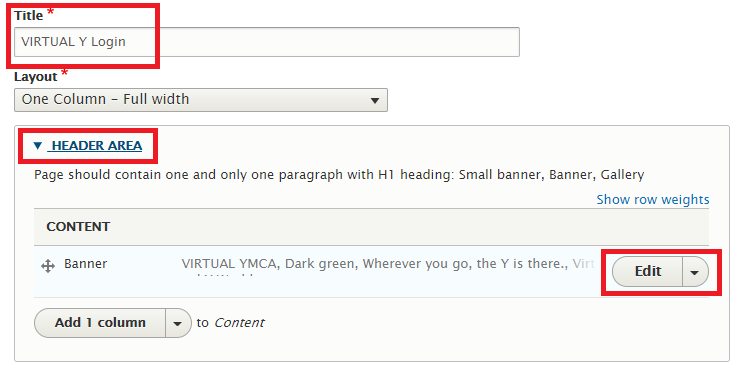 Title *
VIRTUAL Y Login
Layout *
One Column – Full width
HEADER AREA
Page should contain one and only one paragraph with H1 heading: Small banner, Banner, Gallery
Show row weights
CONTENT
Banner VIRTUAL YMCA, Dark green, Wherever you go, the Y is there., Virt Edit
Add 1 column to Content